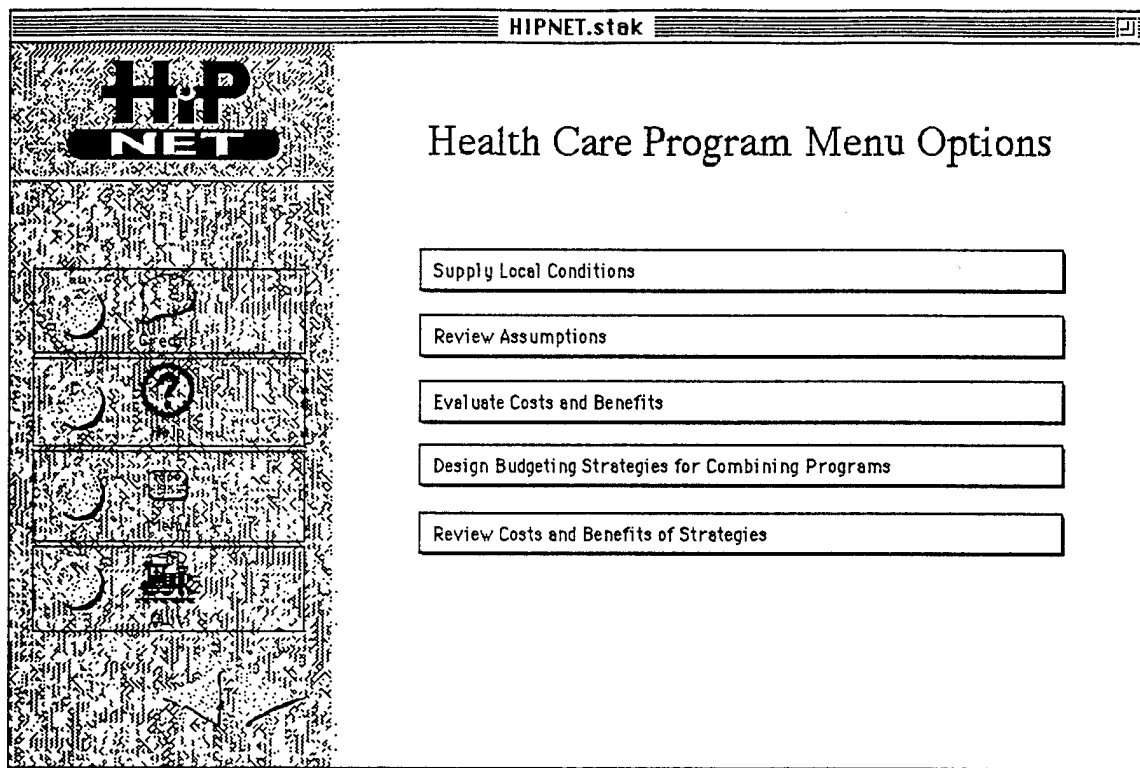 HIPNET.stak
HiP
NET
Health Care Program Menu Options
Supply Local Conditions
Review Assumptions
Evaluate Costs and Benefits
Design Budgeting Strategies for Combining Programs
Review Costs and Benefits of Strategies
?